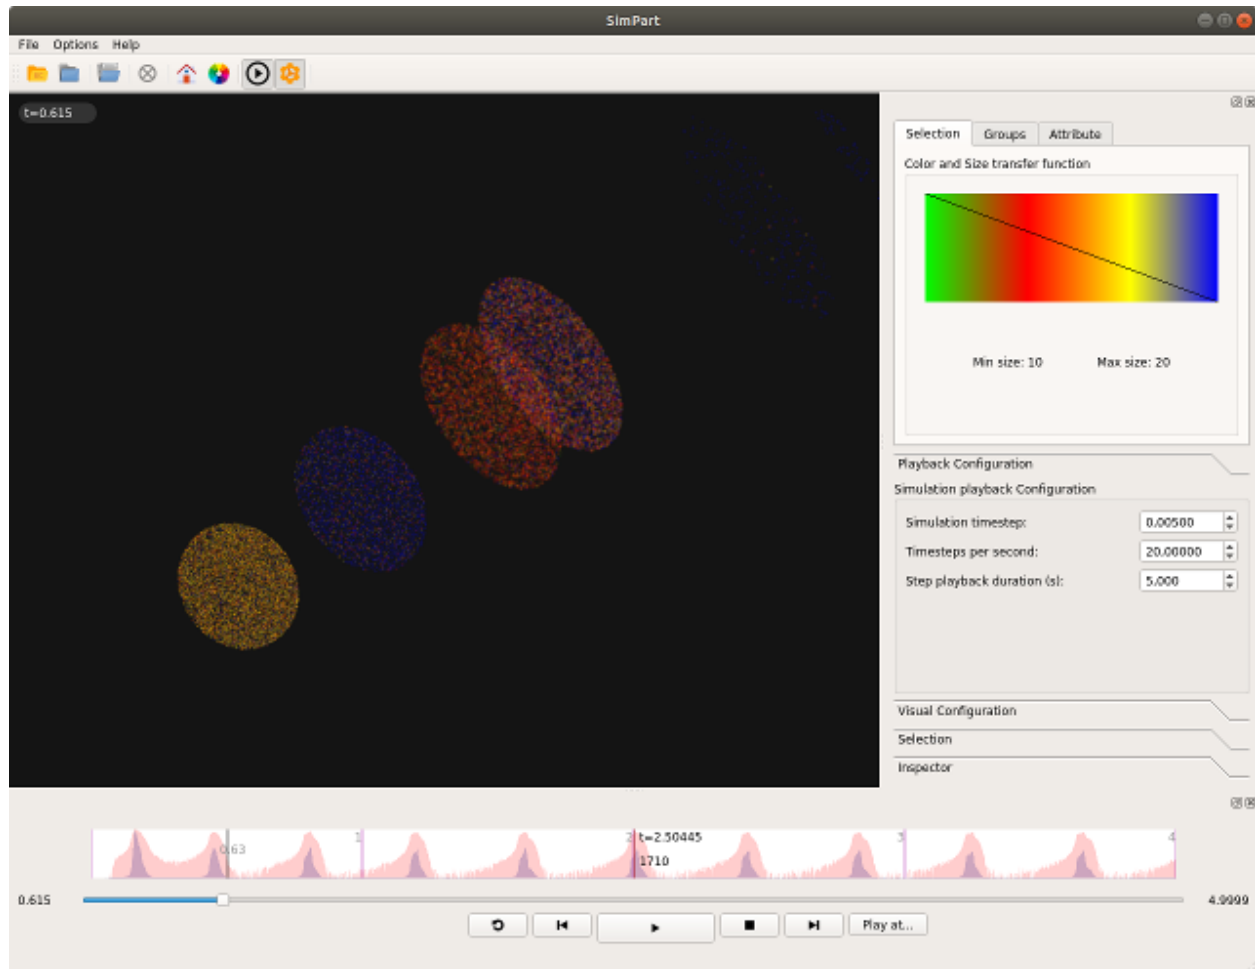 SimPart
File Options Help
t=0.615
Selection Groups Attribute
Color and Size transfer function
Min size: 10 Max size: 20
Playback Configuration
Simulation playback Configuration
Simulation timestep: 0.00500
Timesteps per second: 20.00000
Step playback duration (s): 5.000
Visual Configuration
Selection
Inspector
1 2 t=2.50445 3 4
0.63 1710
0.615 4.9999
Play at...